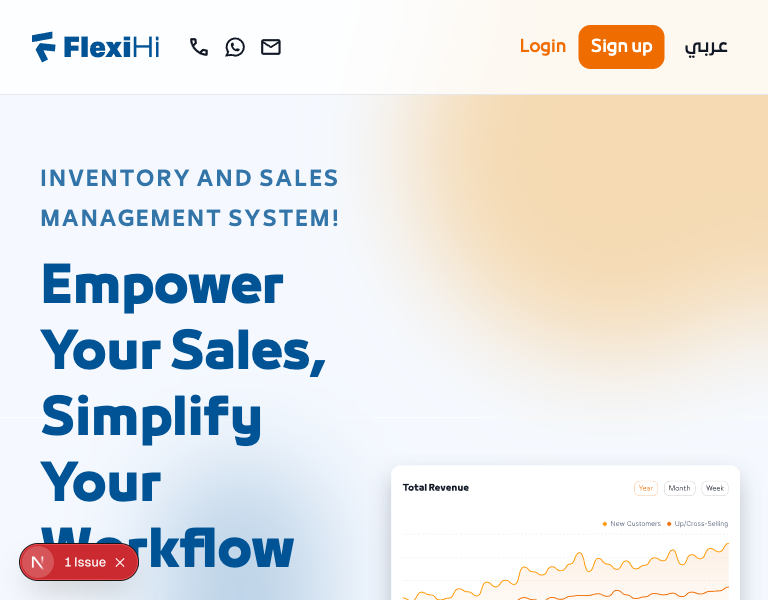 FlexiHi
Login
Sign up
عربي
INVENTORY AND SALES
MANAGEMENT SYSTEM!
Empower
Your Sales,
Simplify
Your
Workflow
Total Revenue
Year
Month
Week
New Customers
Up/Cross-Selling
N
1 Issue